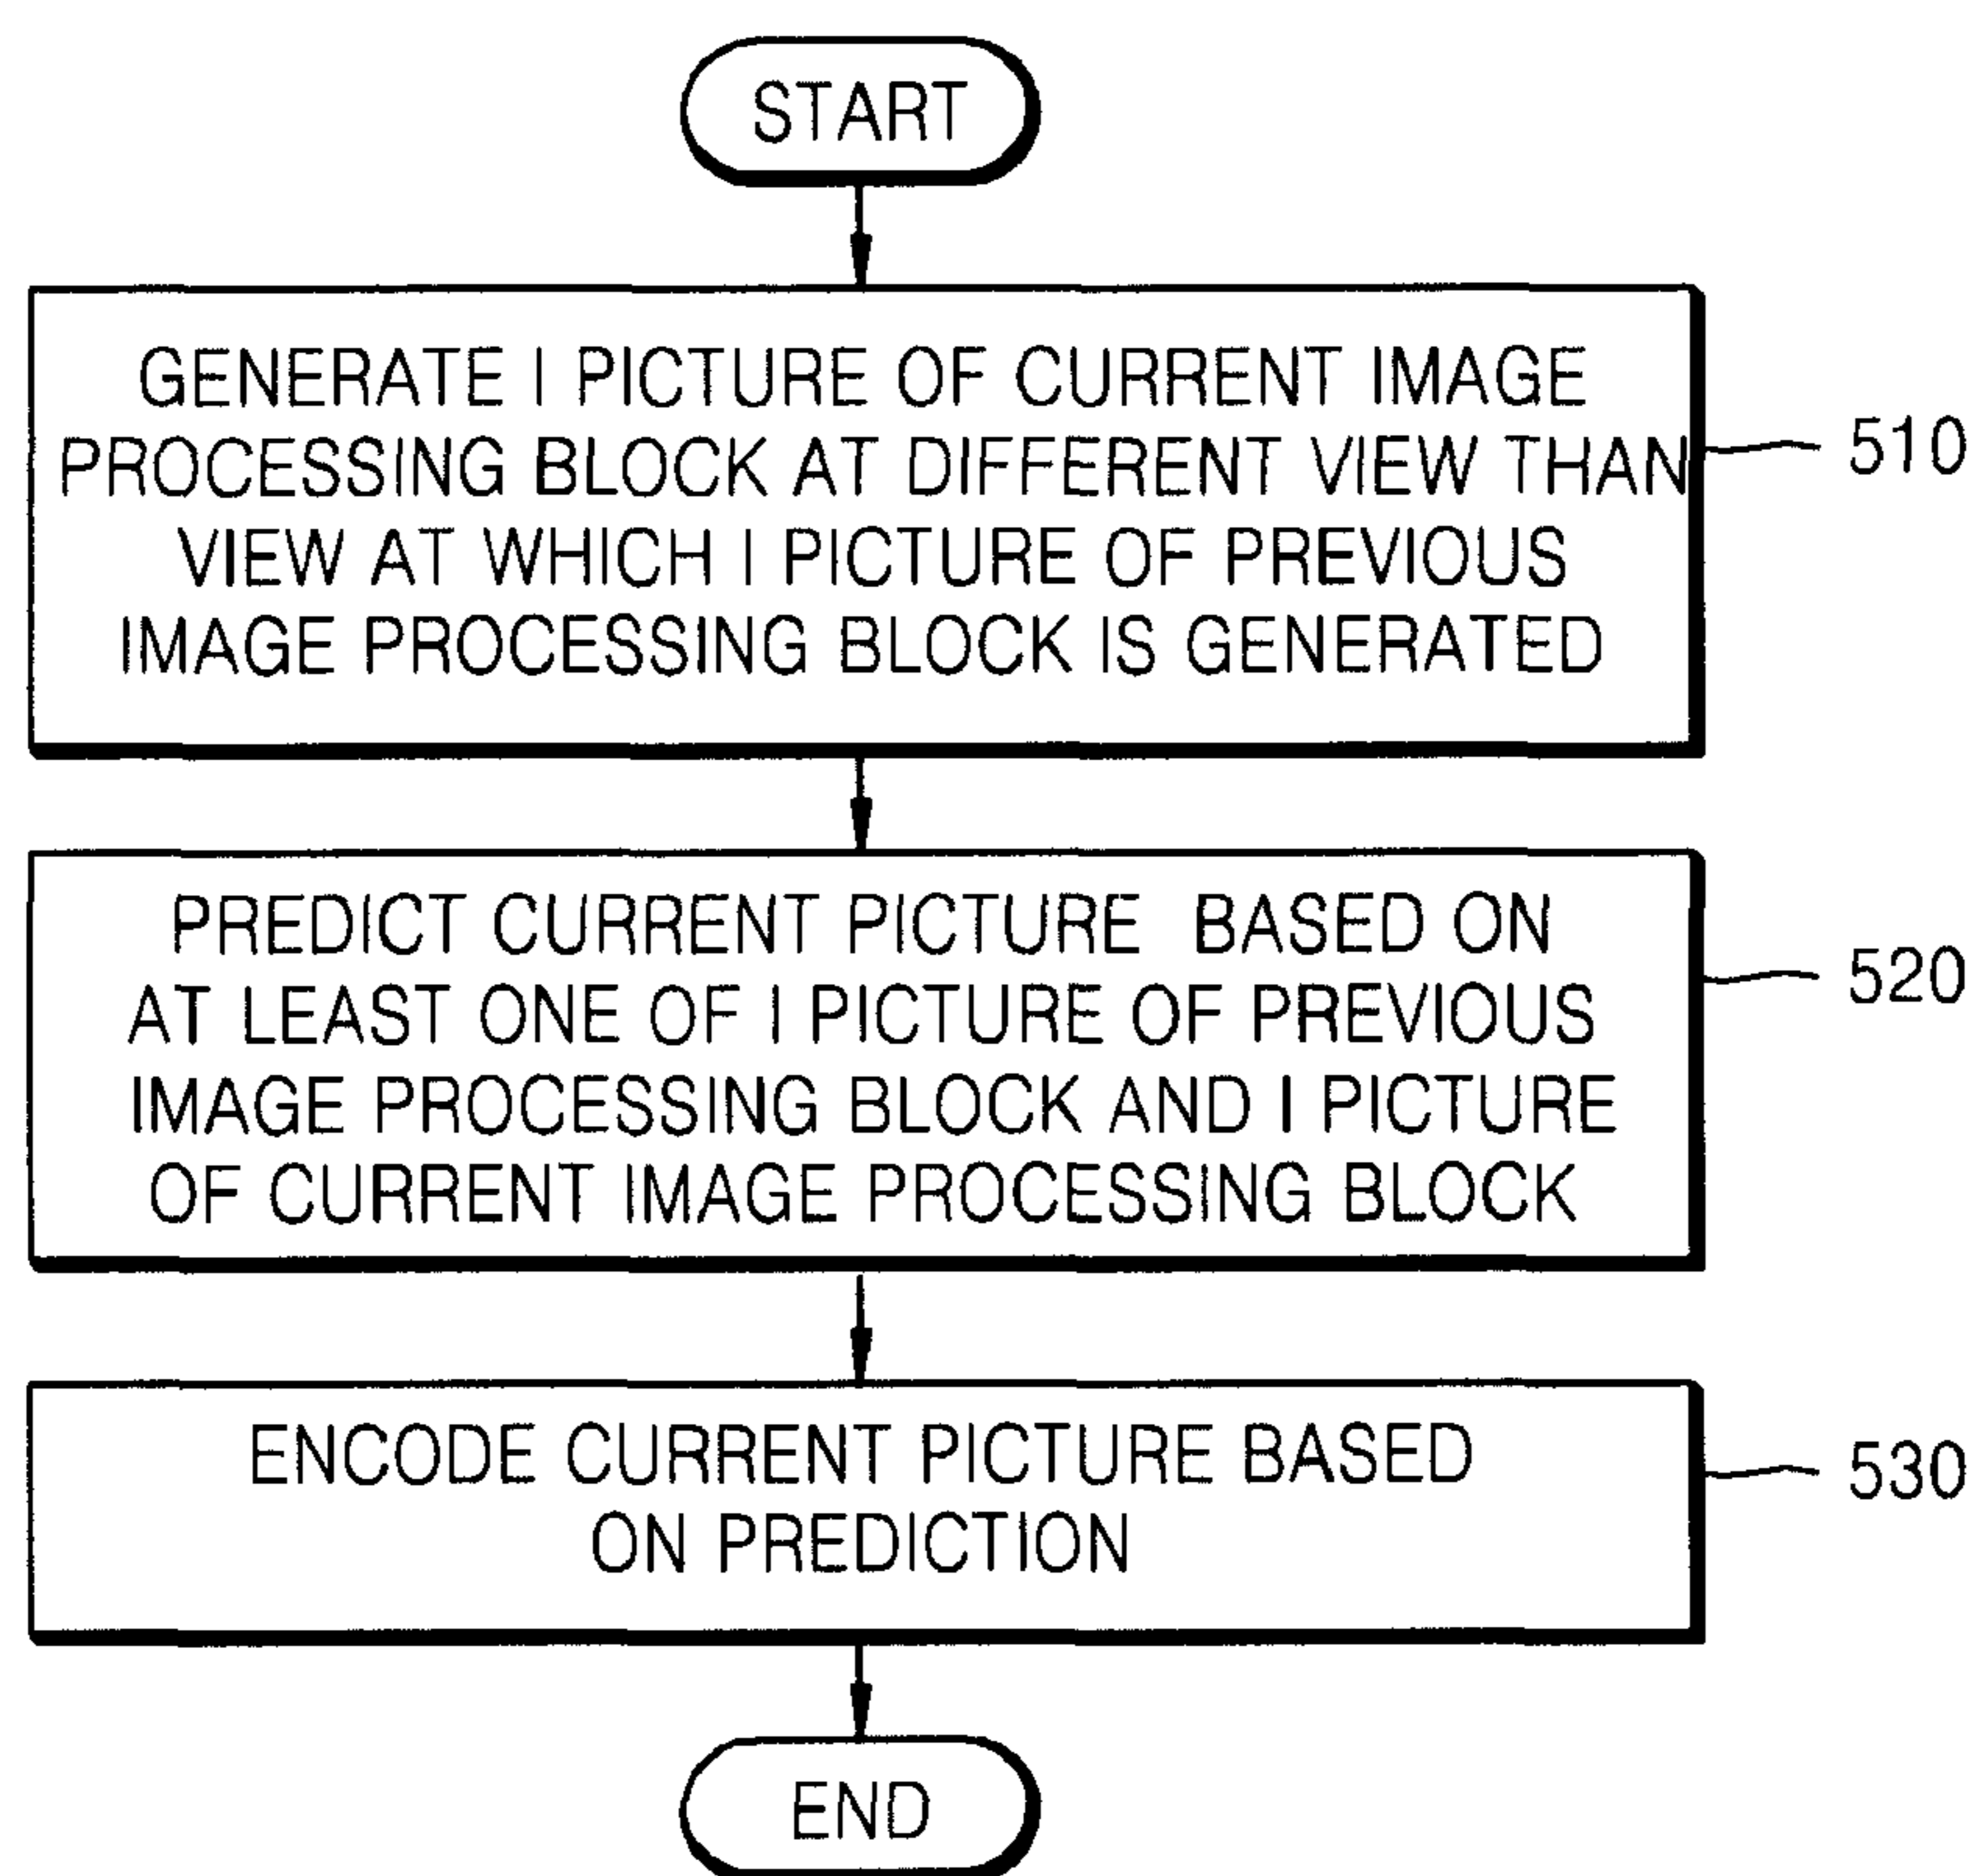 START
GENERATE I PICTURE OF CURRENT IMAGE
PROCESSING BLOCK AT DIFFERENT VIEW THAN
VIEW AT WHICH I PICTURE OF PREVIOUS
IMAGE PROCESSING BLOCK IS GENERATED
510
PREDICT CURRENT PICTURE BASED ON
AT LEAST ONE OF I PICTURE OF PREVIOUS
IMAGE PROCESSING BLOCK AND I PICTURE
OF CURRENT IMAGE PROCESSING BLOCK
520
ENCODE CURRENT PICTURE BASED
ON PREDICTION
530
END